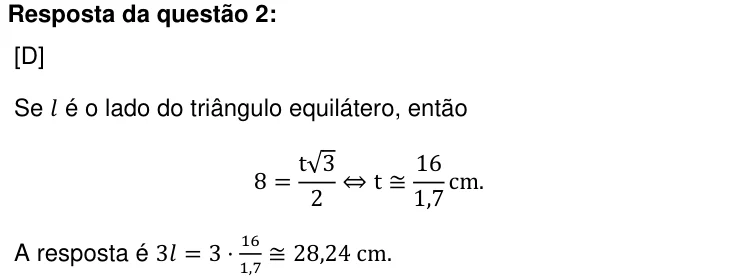 Resposta da questão 2:
[D]
Se l é o lado do triângulo equilátero, então
8 = t√3/2 ⇔ t ≅ 16/1,7 cm.
A resposta é 3l = 3 · 16/1,7 ≅ 28,24 cm.